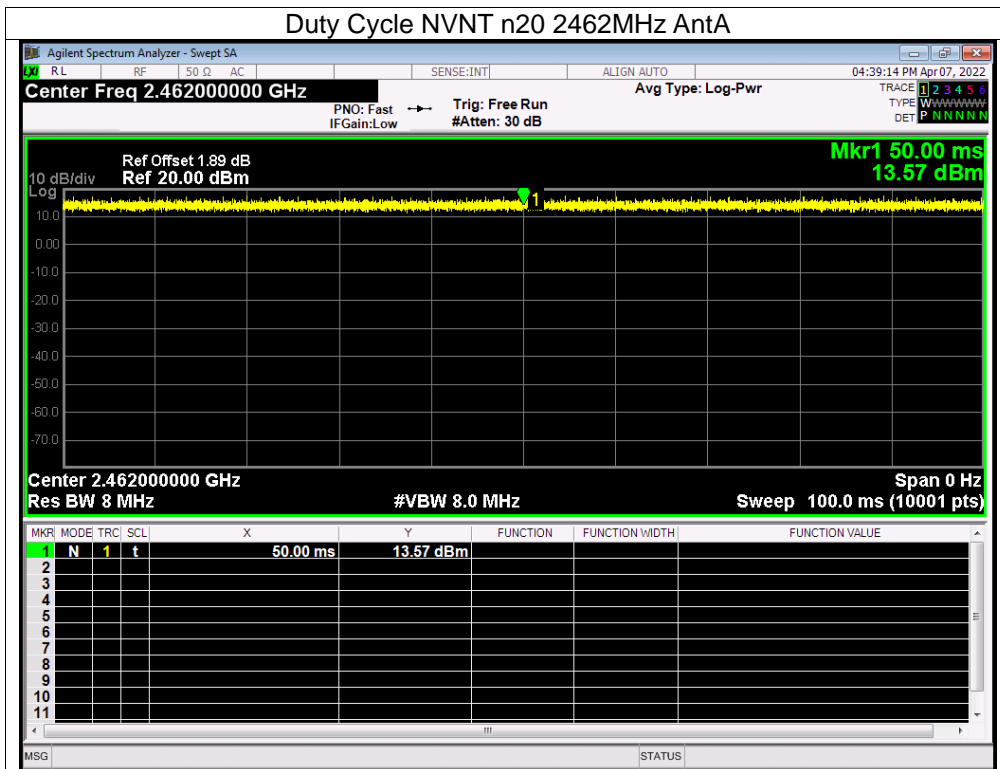 Duty Cycle NVNT n20 2462MHz AntA
Agilent Spectrum Analyzer - Swept SA
LXI RL RF 50 Ω AC SENSE:INT ALIGN AUTO 04:39:14 PM Apr 07, 2022
Center Freq 2.462000000 GHz Avg Type: Log-Pwr TRACE 1 2 3 4 5 6
PNO: Fast Trig: Free Run TYPE WWWWWW
IFGain:Low #Atten: 30 dB DET P N N N N N
Mkr1 50.00 ms
Ref Offset 1.89 dB
10 dB/div Ref 20.00 dBm 13.57 dBm
Log
1
10.0
0.00
-10.0
-20.0
-30.0
-40.0
-50.0
-60.0
-70.0
Center 2.462000000 GHz Span 0 Hz
Res BW 8 MHz #VBW 8.0 MHz Sweep 100.0 ms (10001 pts)
MKR MODE TRC SCL X Y FUNCTION FUNCTION WIDTH FUNCTION VALUE
1 N 1 t 50.00 ms 13.57 dBm
2
3
4
5
6
7
8
9
10
11
MSG STATUS